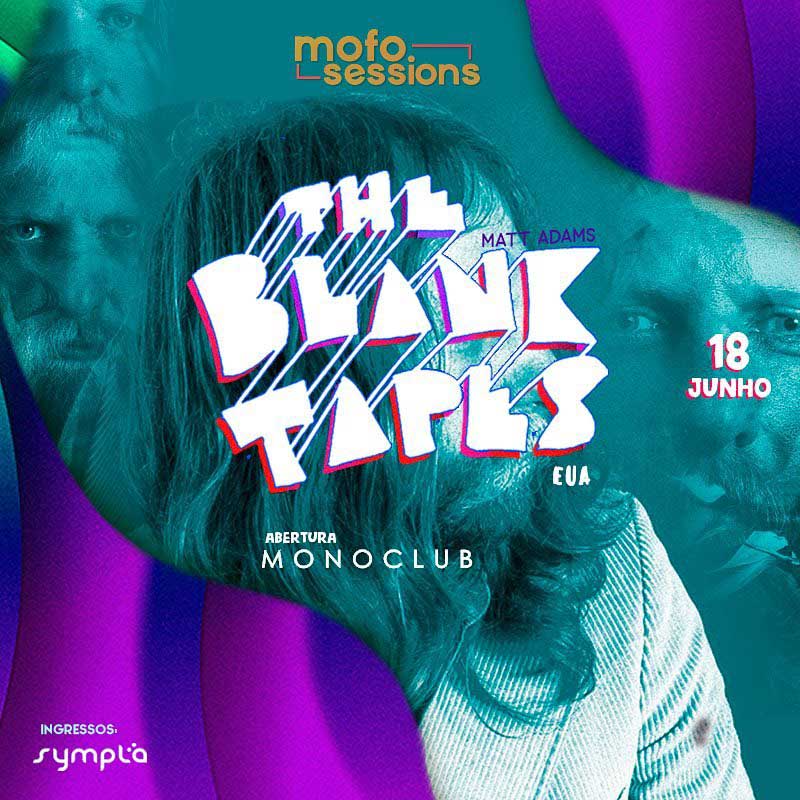 mofo
sessions
THE
MATT ADAMS
BLANK
TAPES
EUA
18
JUNHO
ABERTURA
MONOCLUB
INGRESSOS:
sympla